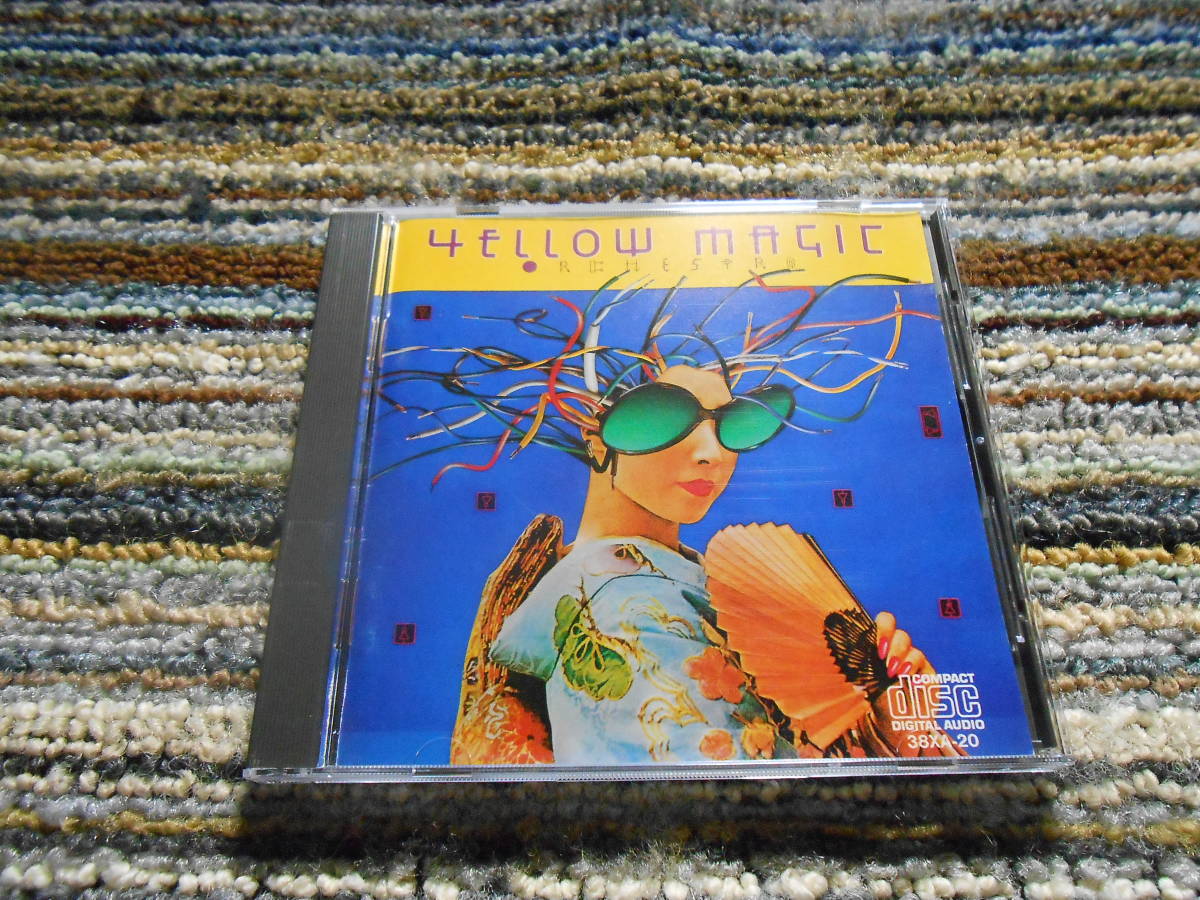 YELLOW MAGIC
ORCHESTRA
COMPACT
disc
DIGITAL AUDIO
38XA-20